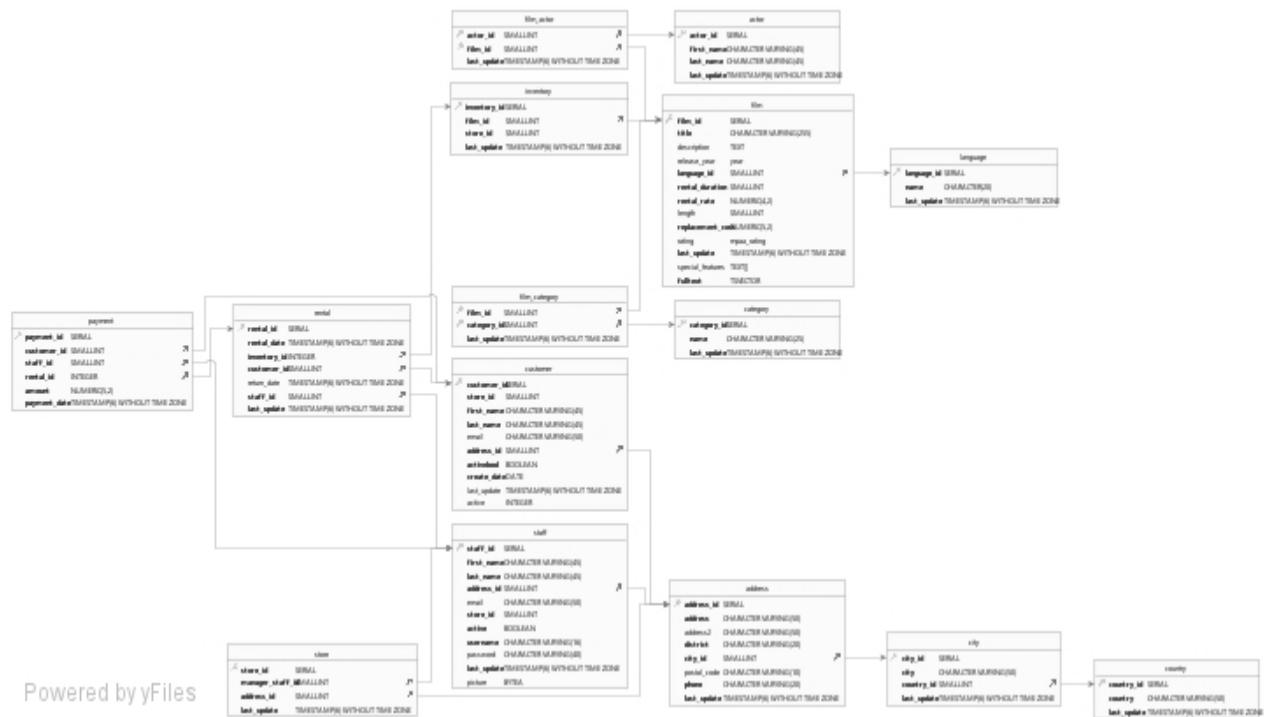 film_actor
actor_id SMALLINT
film_id SMALLINT
last_update TIMESTAMP(6) WITHOUT TIME ZONE
actor
actor_id SERIAL
first_name CHARACTER VARYING(45)
last_name CHARACTER VARYING(45)
last_update TIMESTAMP(6) WITHOUT TIME ZONE
inventory
inventory_id SERIAL
film_id SMALLINT
store_id SMALLINT
last_update TIMESTAMP(6) WITHOUT TIME ZONE
film
film_id SERIAL
title CHARACTER VARYING(255)
description TEXT
release_year year
language_id SMALLINT
rental_duration SMALLINT
rental_rate NUMERIC(4,2)
length SMALLINT
replacement_cost NUMERIC(5,2)
rating mpaa_rating
last_update TIMESTAMP(6) WITHOUT TIME ZONE
special_features TEXT[]
fulltext TSVECTOR
language
language_id SERIAL
name CHARACTER(20)
last_update TIMESTAMP(6) WITHOUT TIME ZONE
film_category
film_id SMALLINT
category_id SMALLINT
last_update TIMESTAMP(6) WITHOUT TIME ZONE
category
category_id SERIAL
name CHARACTER VARYING(25)
last_update TIMESTAMP(6) WITHOUT TIME ZONE
payment
payment_id SERIAL
customer_id SMALLINT
staff_id SMALLINT
rental_id INTEGER
amount NUMERIC(5,2)
payment_date TIMESTAMP(6) WITHOUT TIME ZONE
rental
rental_id SERIAL
rental_date TIMESTAMP(6) WITHOUT TIME ZONE
inventory_id INTEGER
customer_id SMALLINT
return_date TIMESTAMP(6) WITHOUT TIME ZONE
staff_id SMALLINT
last_update TIMESTAMP(6) WITHOUT TIME ZONE
customer
customer_id SERIAL
store_id SMALLINT
first_name CHARACTER VARYING(45)
last_name CHARACTER VARYING(45)
email CHARACTER VARYING(50)
address_id SMALLINT
activebool BOOLEAN
create_date DATE
last_update TIMESTAMP(6) WITHOUT TIME ZONE
active INTEGER
staff
staff_id SERIAL
first_name CHARACTER VARYING(45)
last_name CHARACTER VARYING(45)
address_id SMALLINT
email CHARACTER VARYING(50)
store_id SMALLINT
active BOOLEAN
username CHARACTER VARYING(16)
password CHARACTER VARYING(40)
last_update TIMESTAMP(6) WITHOUT TIME ZONE
picture BYTEA
address
address_id SERIAL
address CHARACTER VARYING(50)
address2 CHARACTER VARYING(50)
district CHARACTER VARYING(20)
city_id SMALLINT
postal_code CHARACTER VARYING(10)
phone CHARACTER VARYING(20)
last_update TIMESTAMP(6) WITHOUT TIME ZONE
store
store_id SERIAL
manager_staff_id SMALLINT
address_id SMALLINT
last_update TIMESTAMP(6) WITHOUT TIME ZONE
city
city_id SERIAL
city CHARACTER VARYING(50)
country_id SMALLINT
last_update TIMESTAMP(6) WITHOUT TIME ZONE
country
country_id SERIAL
country CHARACTER VARYING(50)
last_update TIMESTAMP(6) WITHOUT TIME ZONE
Powered by yFiles